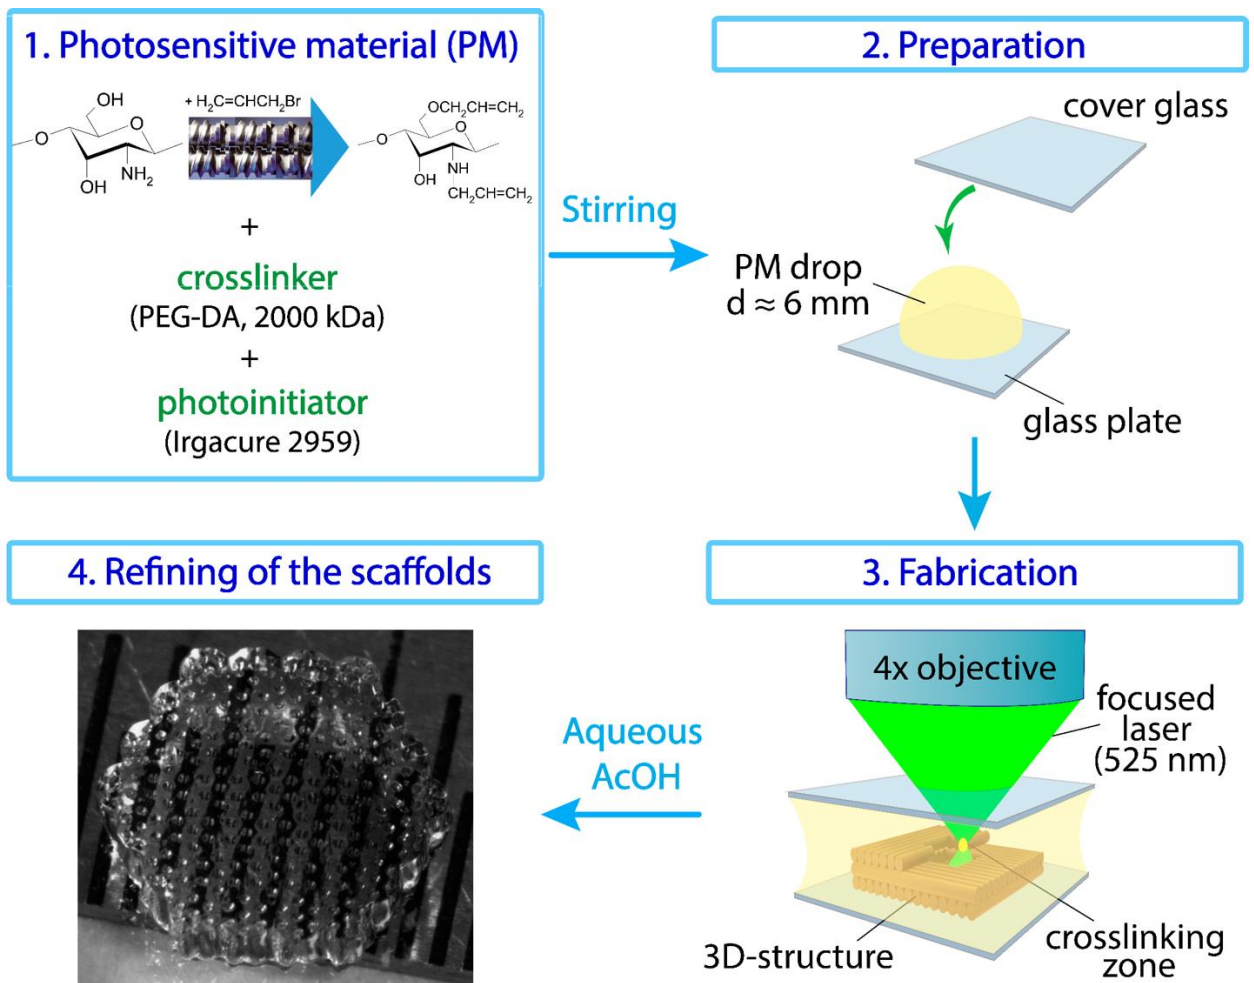 1. Photosensitive material (PM)
OH
O
O
OH
NH₂
+ H₂C=CHCH₂Br
OCH₂CH=CH₂
O
O
OH
NH
CH₂CH=CH₂
+
crosslinker
(PEG-DA, 2000 kDa)
+
photoinitiator
(Irgacure 2959)
Stirring
2. Preparation
cover glass
PM drop
d ≈ 6 mm
glass plate
3. Fabrication
4x objective
focused
laser
(525 nm)
crosslinking
zone
3D-structure
Aqueous
AcOH
4. Refining of the scaffolds